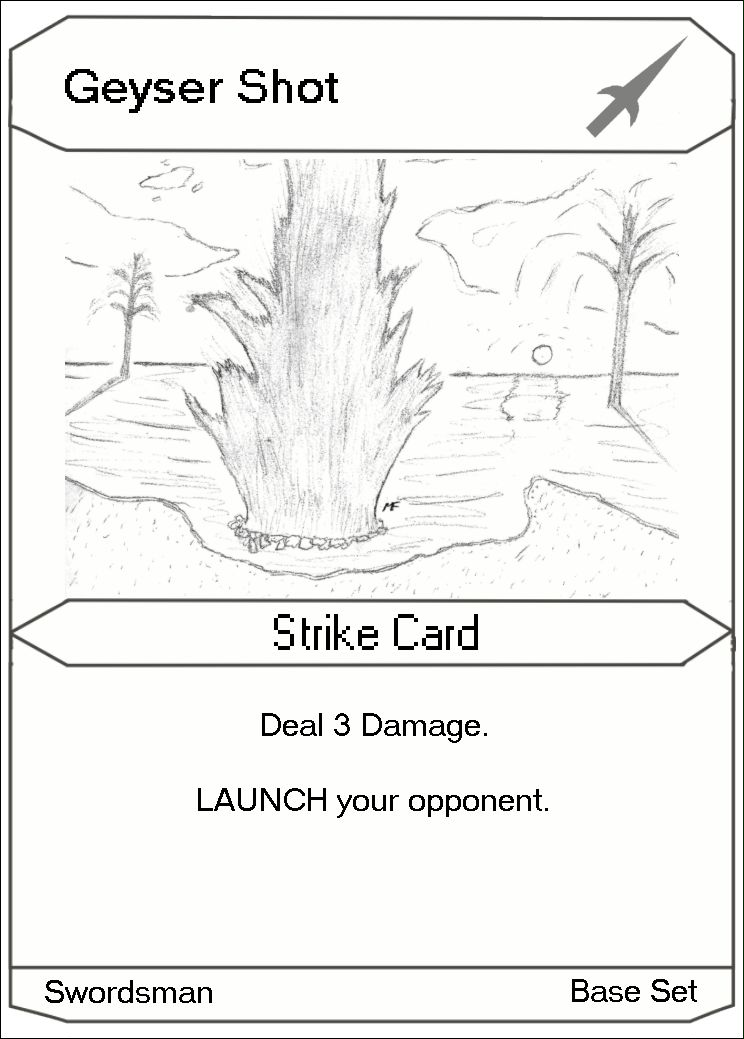 Geyser Shot
MF
Strike Card
Deal 3 Damage.
LAUNCH your opponent.
Swordsman
Base Set